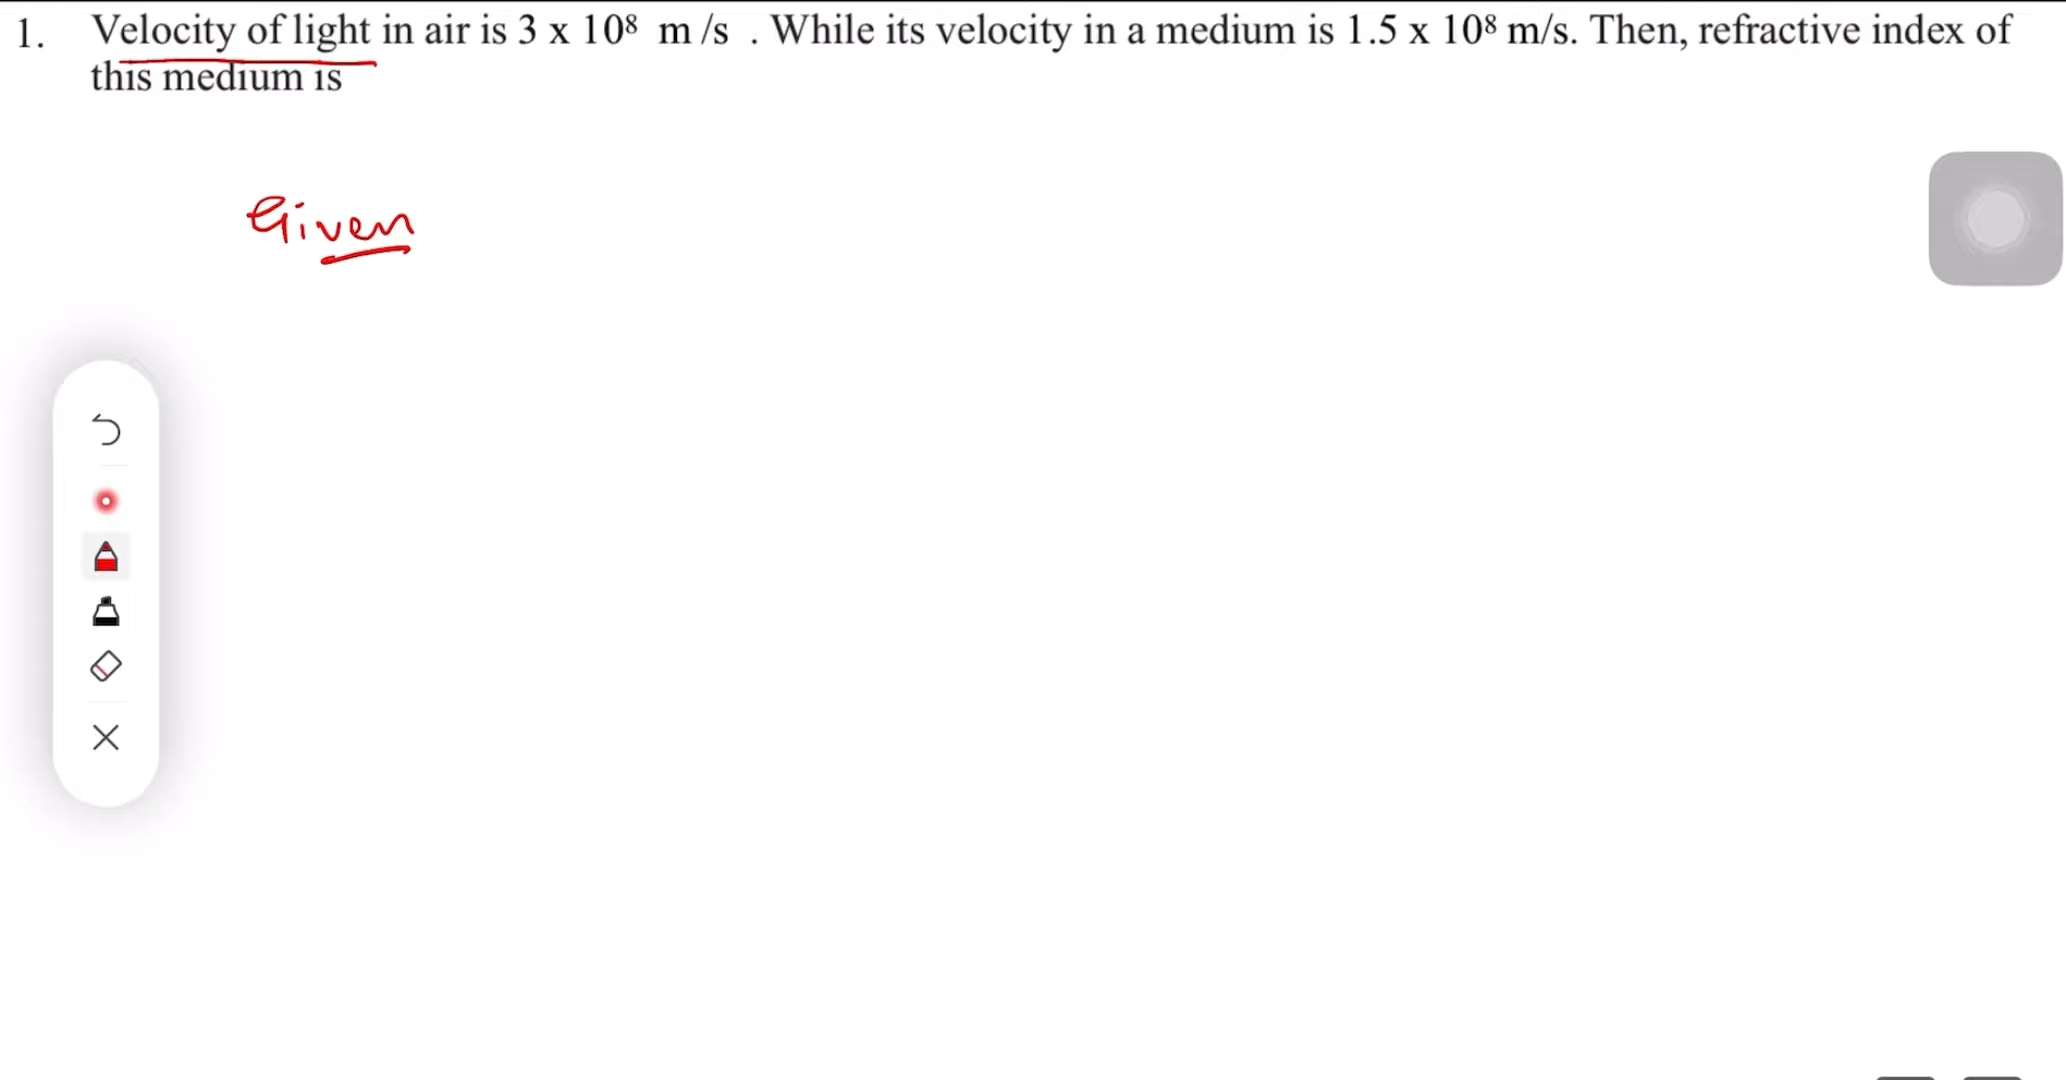 1. Velocity of light in air is 3 x 10⁸ m /s . While its velocity in a medium is 1.5 x 10⁸ m/s. Then, refractive index of
this medium is
Given